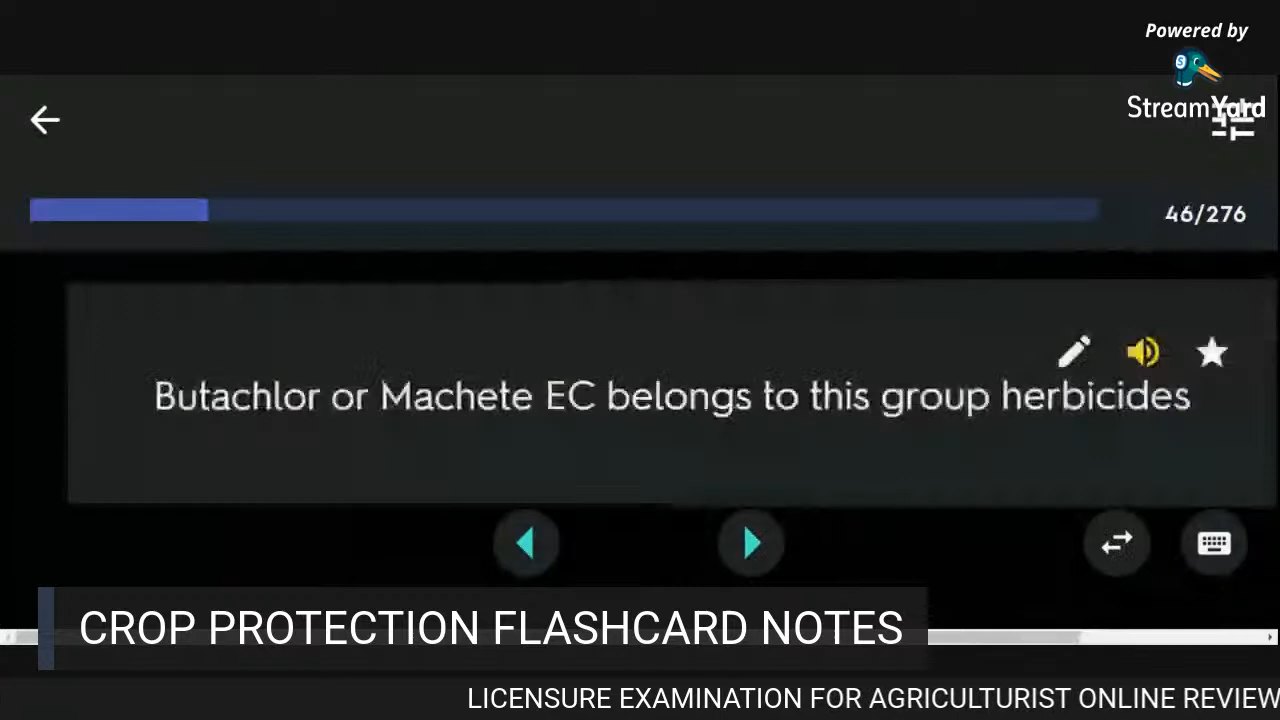 Powered by
StreamYard
46/276
Butachlor or Machete EC belongs to this group herbicides
CROP PROTECTION FLASHCARD NOTES
LICENSURE EXAMINATION FOR AGRICULTURIST ONLINE REVIEW